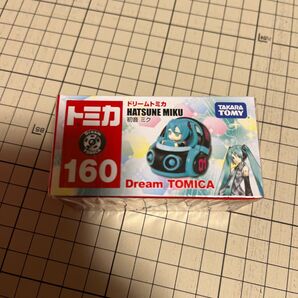 トミカ
160
ドリームトミカ
HATSUNE MIKU
初音 ミク
TAKARA
TOMY
01
Dream TOMICA